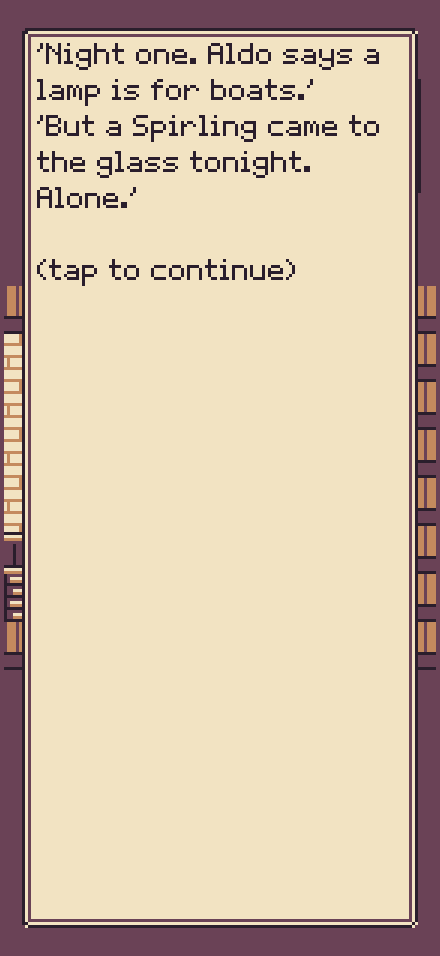 'Night one. Aldo says a
lamp is for boats.'
'But a Spirling came to
the glass tonight.
Alone.'
(tap to continue)